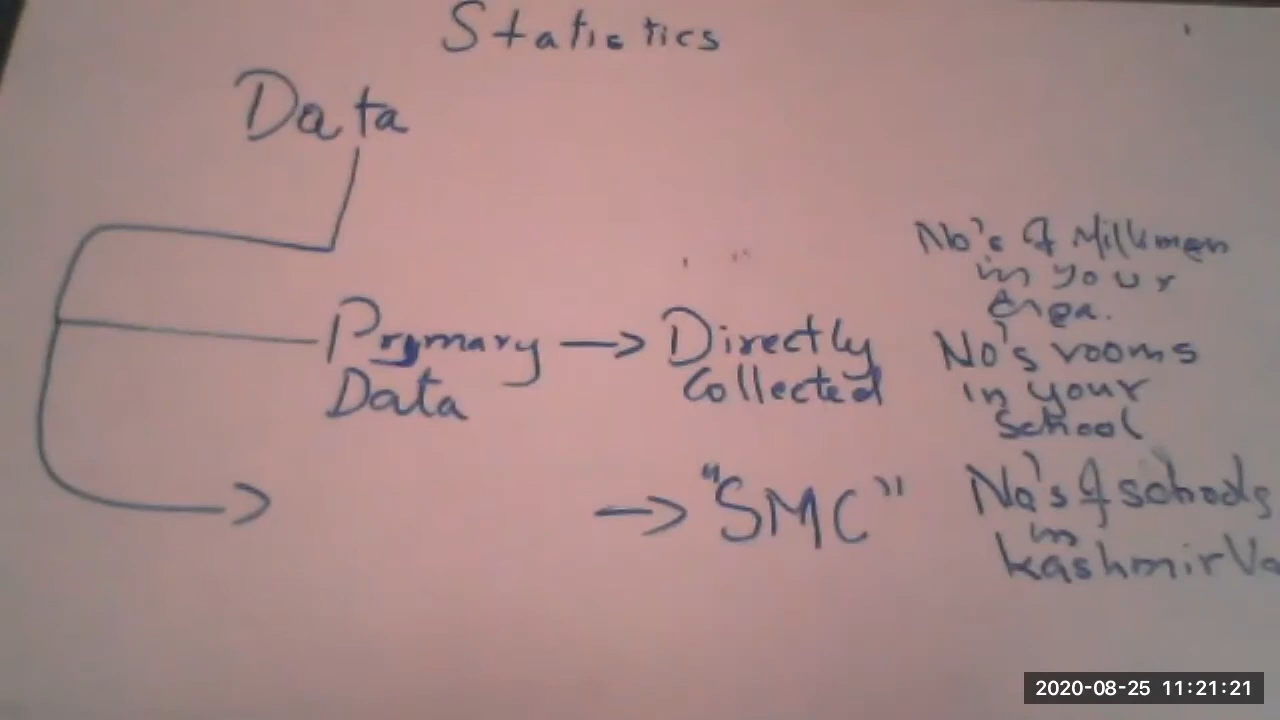 Statistics
Data
Primary
Data
Directly
Collected
No's of Milkmen
in your
Area.
No's rooms
in your
School
"SMC"
No's of schools
in
Kashmir Va
2020-08-25 11:21:21